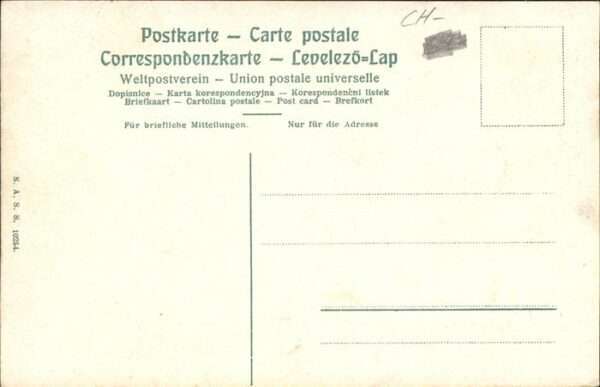 CH-
Postkarte – Carte postale
Correspondenzkarte – Levelező=Lap
Weltpostverein – Union postale universelle
Dopisnice – Karta korespondencyjna – Korespondenční listek
Briefkaart – Cartolina postale – Post card – Brefkort
Für briefliche Mitteilungen. Nur für die Adresse
N. A. S. S. 10254.